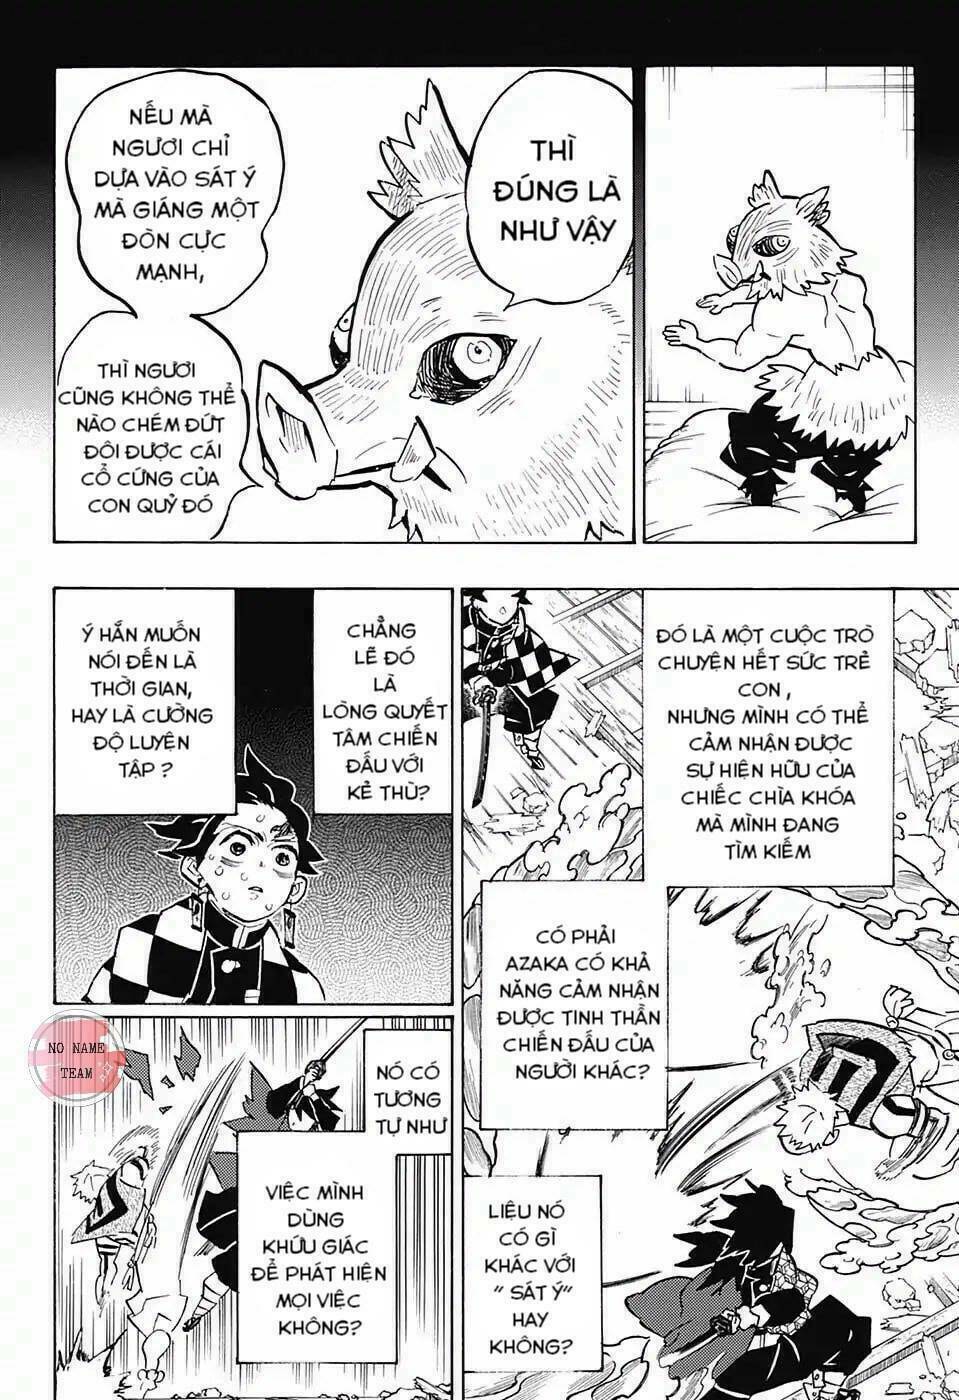 THÌ
ĐÚNG LÀ
NHƯ VẬY
NẾU MÀ
NGƯƠI CHỈ
DỰA VÀO SÁT Ý
MÀ GIÁNG MỘT
ĐÒN CỰC
MẠNH,
THÌ NGƯƠI
CŨNG KHÔNG THỂ
NÀO CHÉM ĐỨT
ĐÔI ĐƯỢC CÁI
CỔ CỨNG CỦA
CON QUỶ ĐÓ
ĐÓ LÀ MỘT CUỘC TRÒ
CHUYỆN HẾT SỨC TRẺ
CON ,
NHƯNG MÌNH CÓ THỂ
CẢM NHẬN ĐƯỢC
SỰ HIỆN HỮU CỦA
CHIẾC CHÌA KHÓA
MÀ MÌNH ĐANG
TÌM KIẾM
CÓ PHẢI
AZAKA CÓ KHẢ
NĂNG CẢM NHẬN
ĐƯỢC TINH THẦN
CHIẾN ĐẤU CỦA
NGƯỜI KHÁC?
LIỆU NÓ
CÓ GÌ
KHÁC VỚI
“ SÁT Ý”
HAY
KHÔNG?
CHẲNG
LẼ ĐÓ
LÀ
LÒNG QUYẾT
TÂM CHIẾN
ĐẤU VỚI
KẺ THÙ?
Ý HẮN MUỐN
NÓI ĐẾN LÀ
THỜI GIAN,
HAY LÀ CƯỜNG
ĐỘ LUYỆN
TẬP ?
NÓ CÓ
TƯƠNG
TỰ NHƯ
VIỆC MÌNH
DÙNG
KHỨU GIÁC
ĐỂ PHÁT HIỆN
MỌI VIỆC
KHÔNG?
NO NAME
TEAM